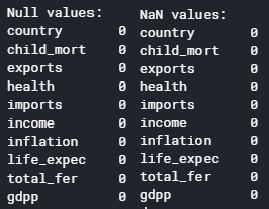 Null values:
country 0
child_mort 0
exports 0
health 0
imports 0
income 0
inflation 0
life_expec 0
total_fer 0
gdpp 0
NaN values:
country 0
child_mort 0
exports 0
health 0
imports 0
income 0
inflation 0
life_expec 0
total_fer 0
gdpp 0